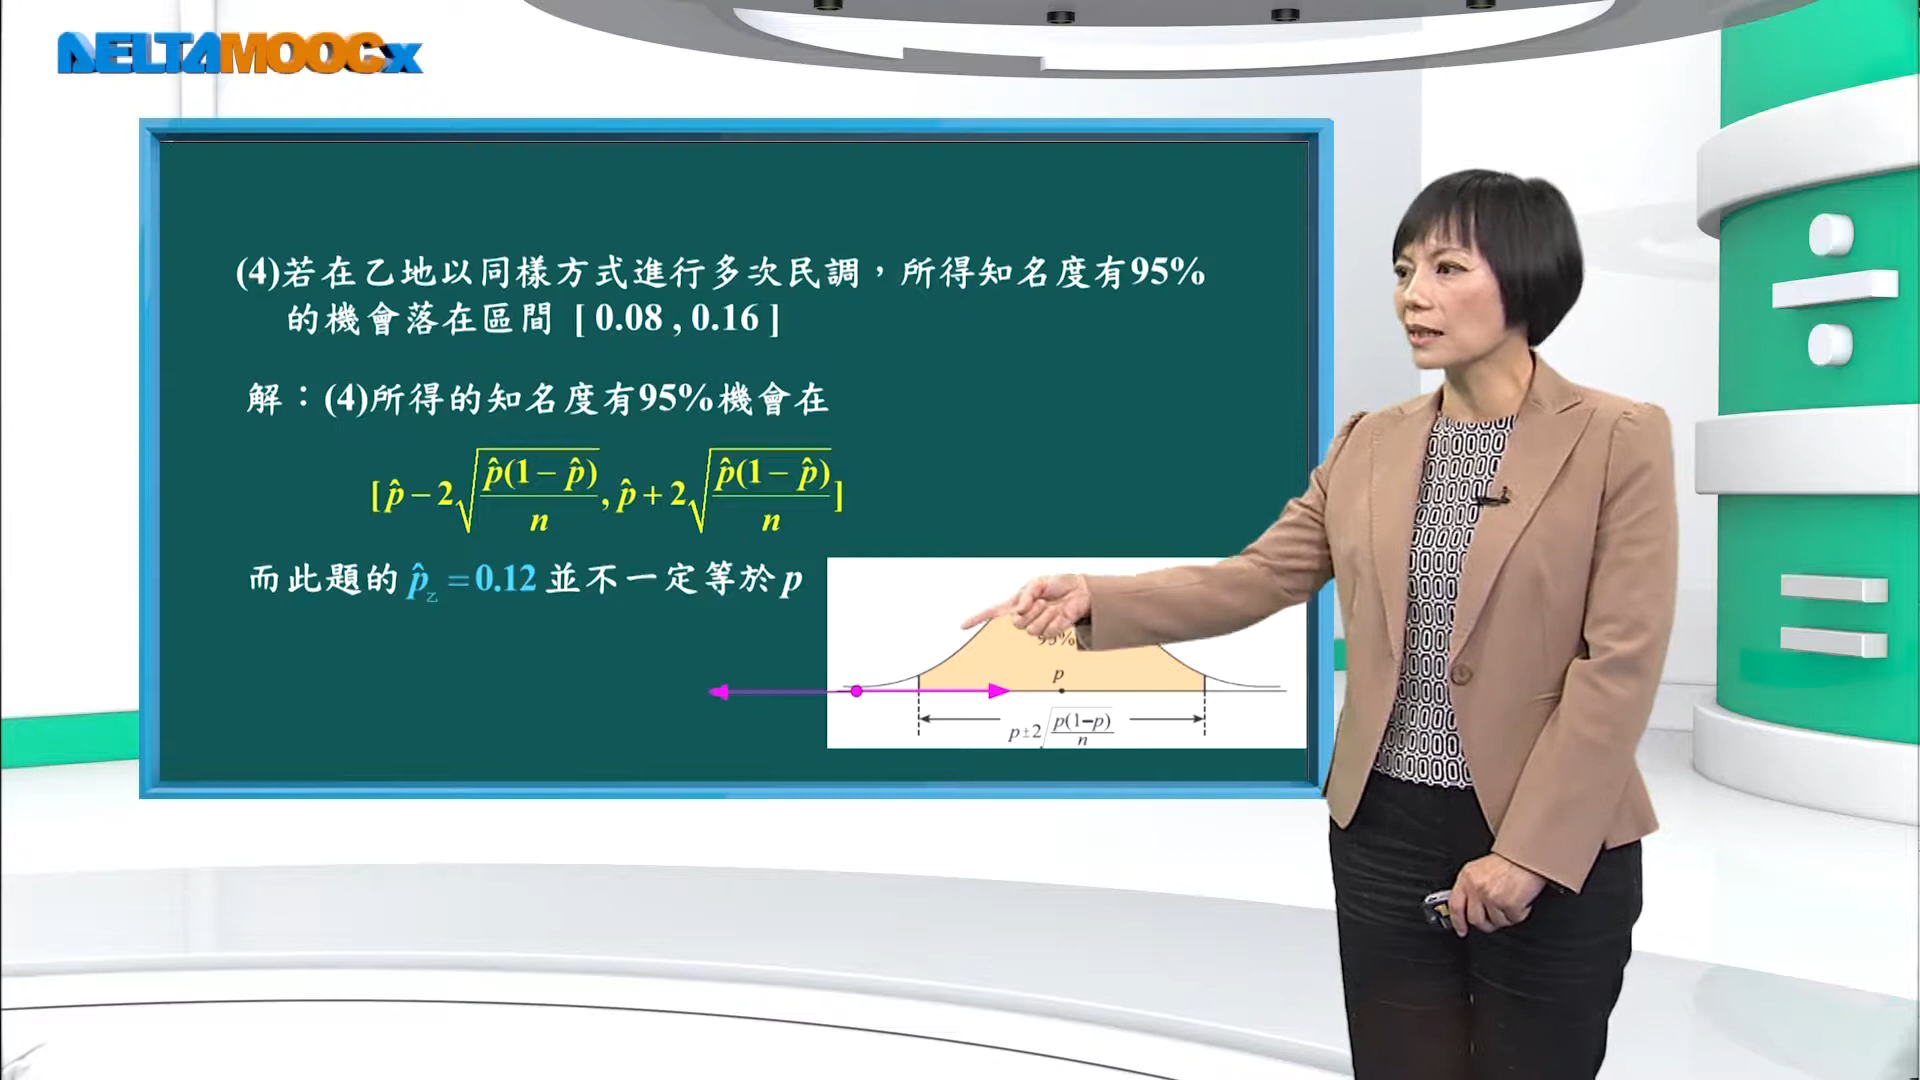 DELTAMOOCx
(4)若在乙地以同樣方式進行多次民調，所得知名度有95%
的機會落在區間 [ 0.08 , 0.16 ]
解：(4)所得的知名度有95%機會在
[p̂ − 2√(p̂(1 − p̂)/n), p̂ + 2√(p̂(1 − p̂)/n)]
而此題的 p̂乙 = 0.12 並不一定等於 p
95%
p
p ± 2√(p(1−p)/n)